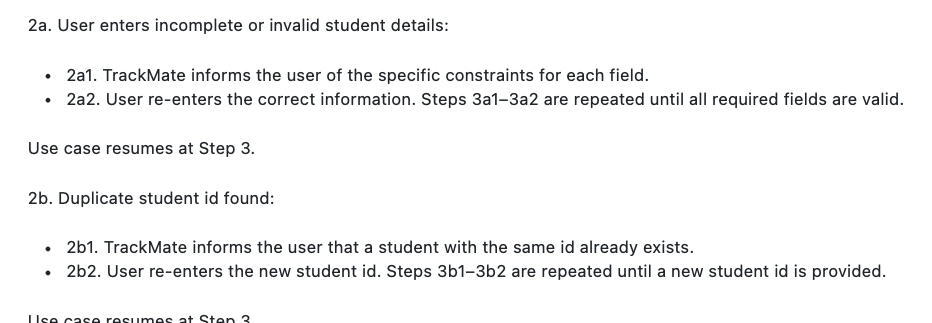 2a. User enters incomplete or invalid student details:
• 2a1. TrackMate informs the user of the specific constraints for each field.
• 2a2. User re-enters the correct information. Steps 3a1–3a2 are repeated until all required fields are valid.
Use case resumes at Step 3.
2b. Duplicate student id found:
• 2b1. TrackMate informs the user that a student with the same id already exists.
• 2b2. User re-enters the new student id. Steps 3b1–3b2 are repeated until a new student id is provided.
Use case resumes at Step 3